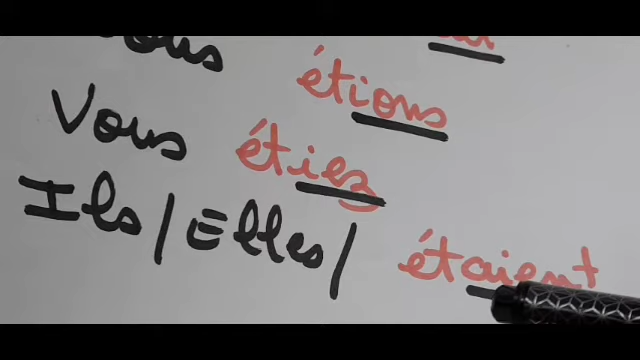 étions
Vous étiez
Ils / Elles / étaient